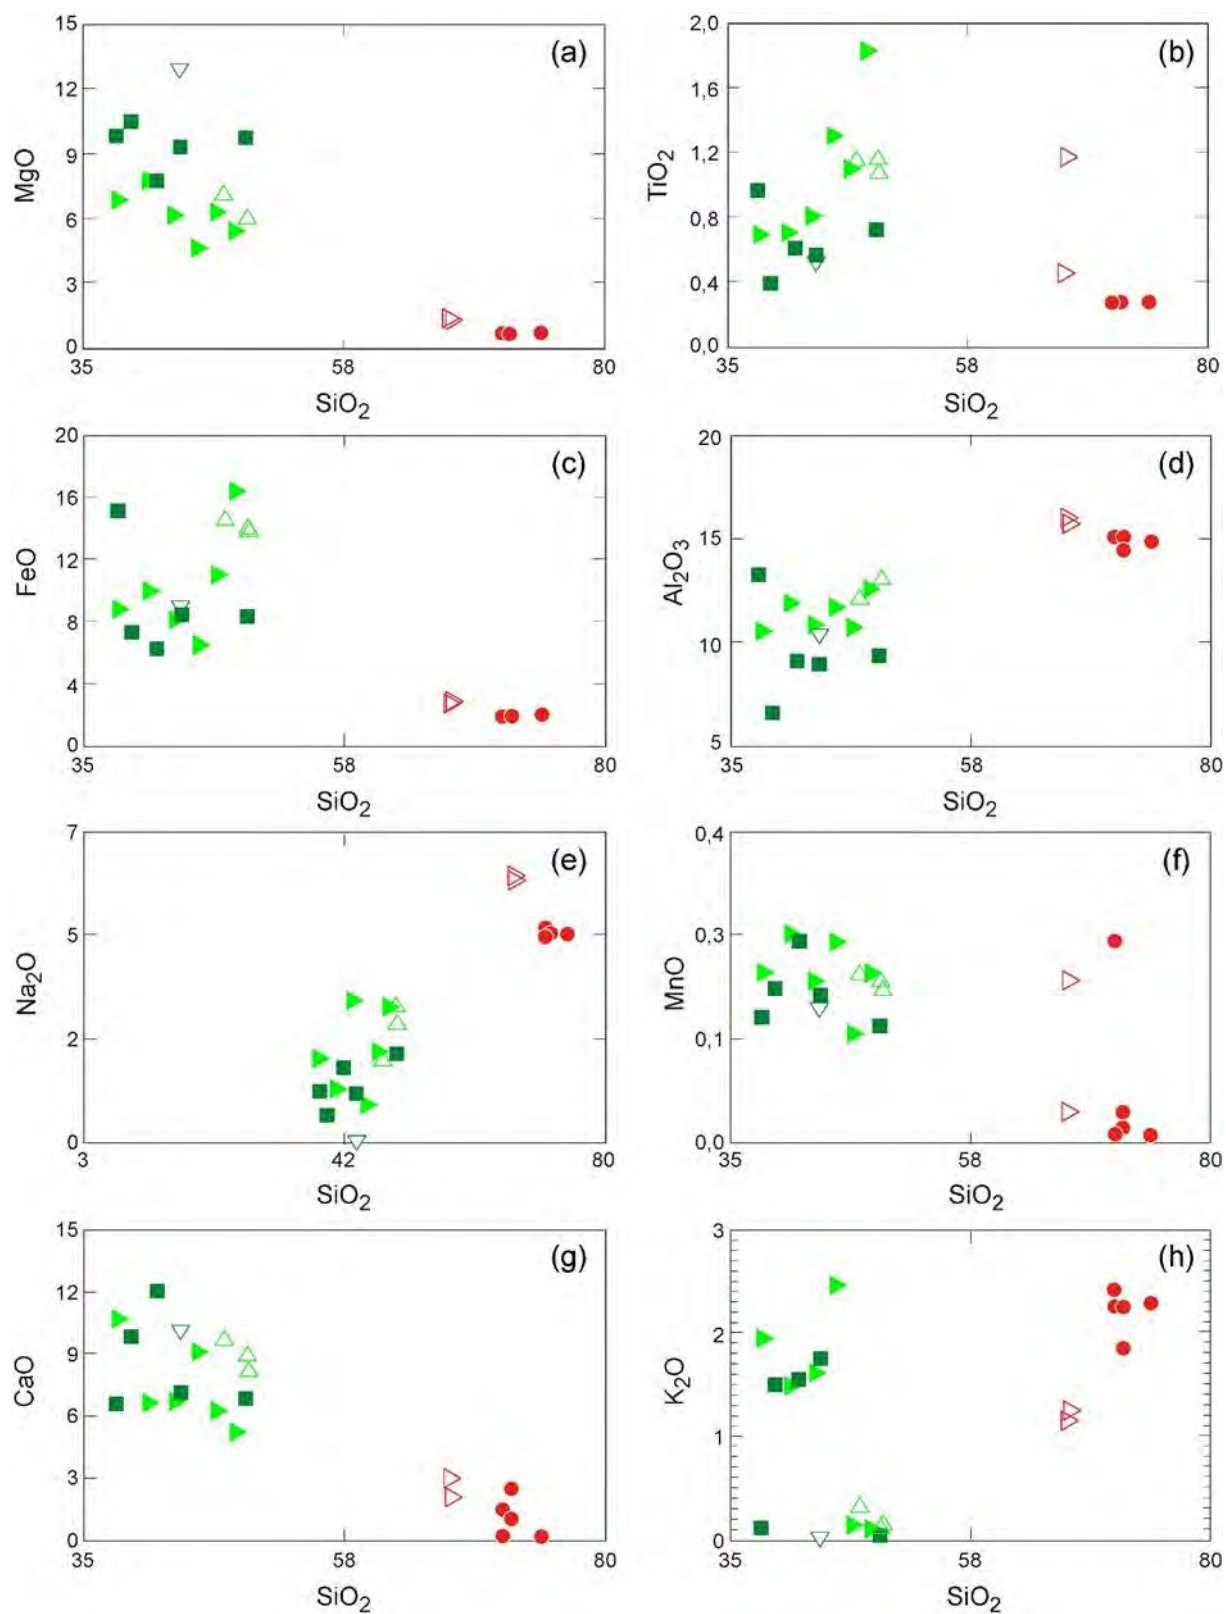 (a)
MgO
15
12
9
6
3
0
35 58 80
SiO₂
(b)
TiO₂
2,0
1,6
1,2
0,8
0,4
0,0
35 58 80
SiO₂
(c)
FeO
20
16
12
8
4
0
35 58 80
SiO₂
(d)
Al₂O₃
20
15
10
5
35 58 80
SiO₂
(e)
Na₂O
7
5
2
0
3 42 80
SiO₂
(f)
MnO
0,4
0,3
0,1
0,0
35 58 80
SiO₂
(g)
CaO
15
12
9
6
3
0
35 58 80
SiO₂
(h)
K₂O
3
2
1
0
35 58 80
SiO₂